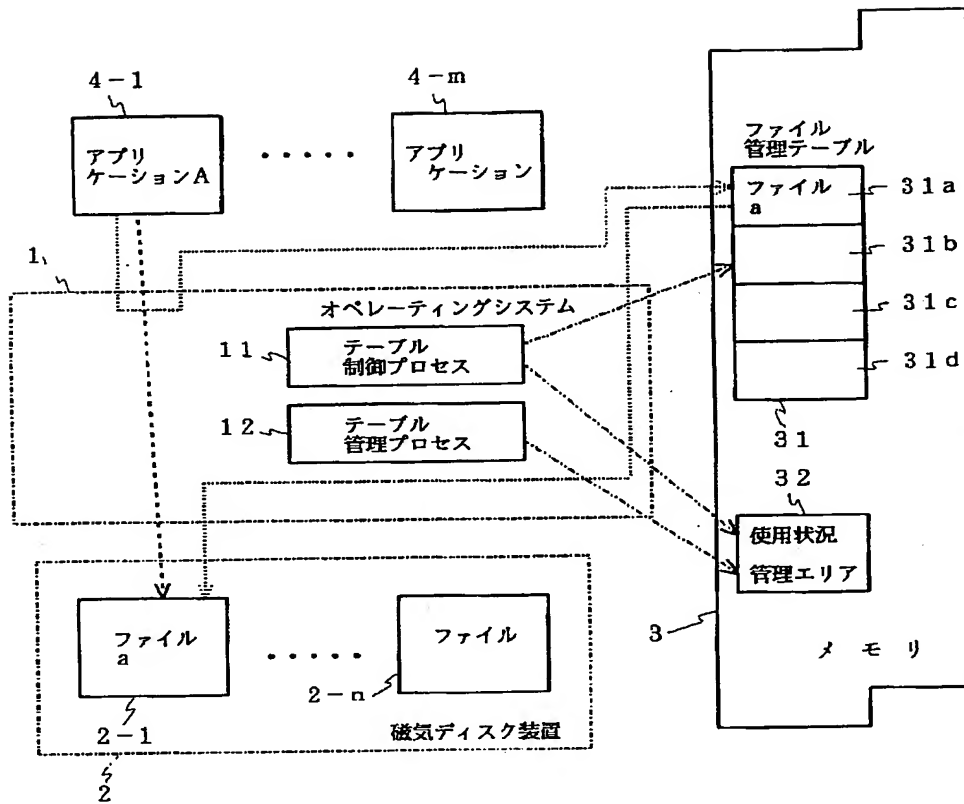 4-1
4-m
アプリ
ケーションA
アプリ
ケーション
ファイル
管理テーブル
ファイル
a
31a
31b
31c
31d
31
1
オペレーティングシステム
11
テーブル
制御プロセス
12
テーブル
管理プロセス
32
使用状況
管理エリア
3
メモリ
ファイル
a
ファイル
2-1
2-n
磁気ディスク装置
2